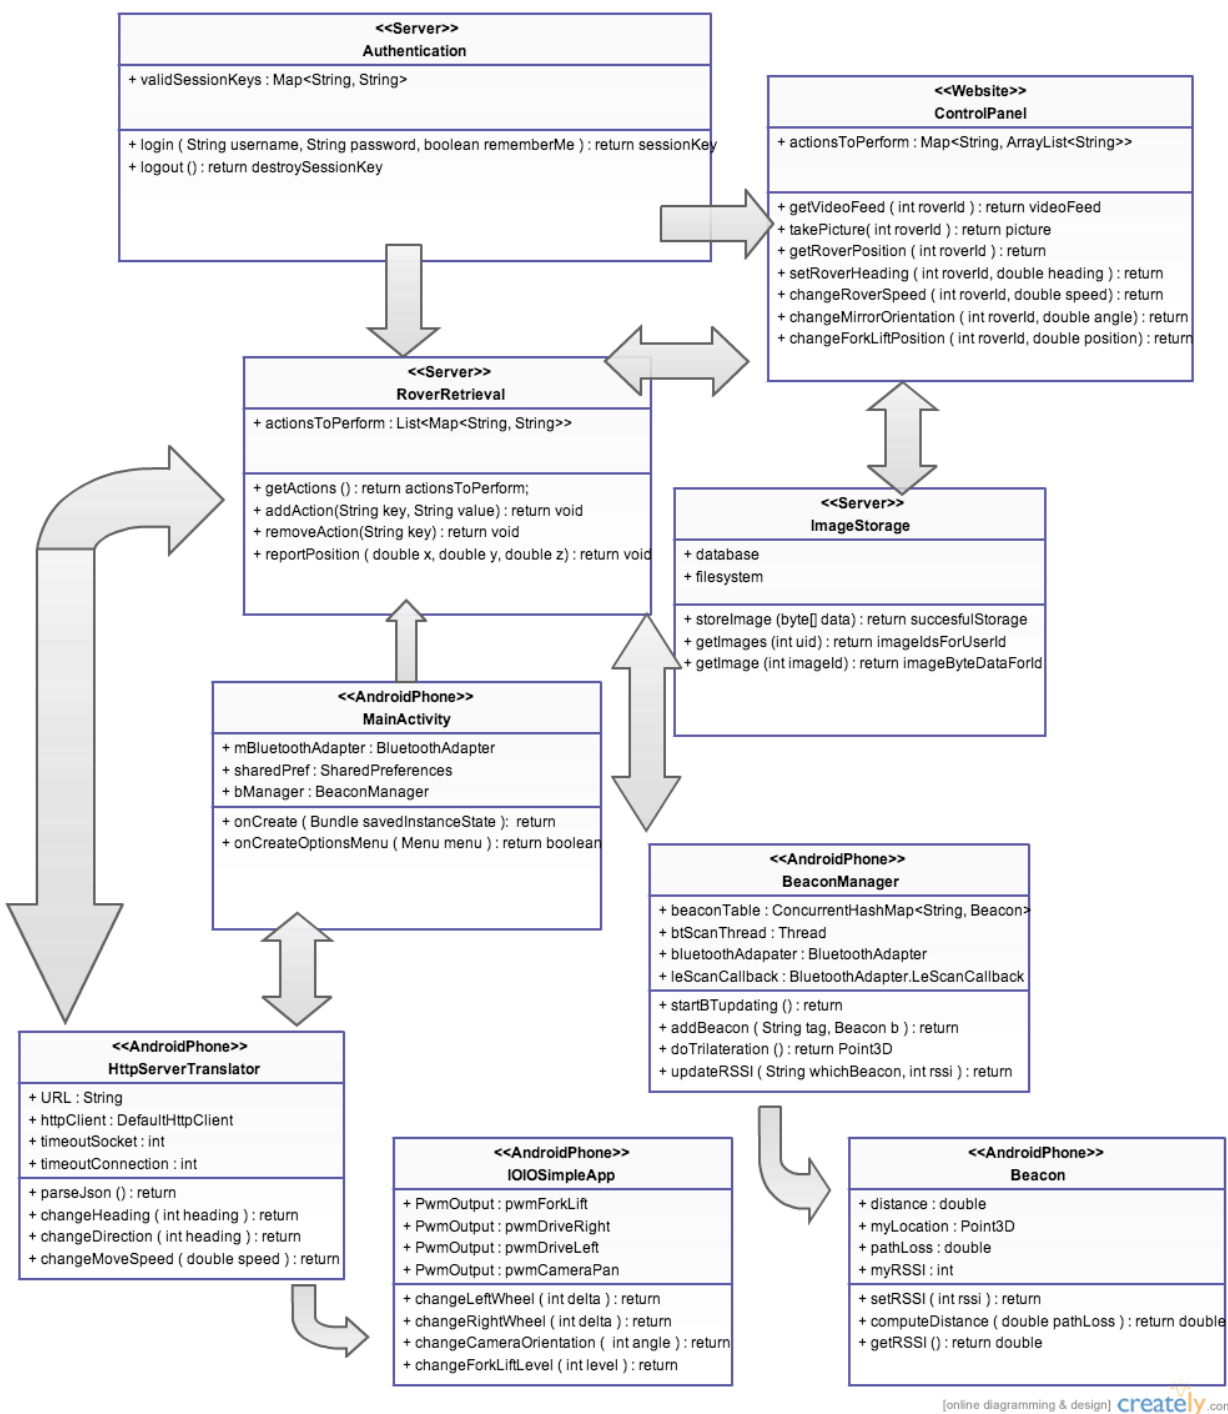 <<Server>>
Authentication
+ validSessionKeys : Map<String, String>
+ login ( String username, String password, boolean rememberMe ) : return sessionKey
+ logout () : return destroySessionKey
<<Website>>
ControlPanel
+ actionsToPerform : Map<String, ArrayList<String>>
+ getVideoFeed ( int roverId ) : return videoFeed
+ takePicture( int roverId ) : return picture
+ getRoverPosition ( int roverId ) : return
+ setRoverHeading ( int roverId, double heading ) : return
+ changeRoverSpeed ( int roverId, double speed) : return
+ changeMirrorOrientation ( int roverId, double angle) : return
+ changeForkLiftPosition ( int roverId, double position) : return
<<Server>>
RoverRetrieval
+ actionsToPerform : List<Map<String, String>>
+ getActions () : return actionsToPerform;
+ addAction(String key, String value) : return void
+ removeAction(String key) : return void
+ reportPosition ( double x, double y, double z) : return void
<<Server>>
ImageStorage
+ database
+ filesystem
+ storeImage (byte[] data) : return succesfulStorage
+ getImages (int uid) : return imageIdsForUserId
+ getImage (int imageId) : return imageByteDataForId
<<AndroidPhone>>
MainActivity
+ mBluetoothAdapter : BluetoothAdapter
+ sharedPref : SharedPreferences
+ bManager : BeaconManager
+ onCreate ( Bundle savedInstanceState ): return
+ onCreateOptionsMenu ( Menu menu ) : return boolean
<<AndroidPhone>>
BeaconManager
+ beaconTable : ConcurrentHashMap<String, Beacon>
+ btScanThread : Thread
+ bluetoothAdapater : BluetoothAdapter
+ leScanCallback : BluetoothAdapter.LeScanCallback
+ startBTupdating () : return
+ addBeacon ( String tag, Beacon b ) : return
+ doTrilateration () : return Point3D
+ updateRSSI ( String whichBeacon, int rssi ) : return
<<AndroidPhone>>
HttpServerTranslator
+ URL : String
+ httpClient : DefaultHttpClient
+ timeoutSocket : int
+ timeoutConnection : int
+ parseJson () : return
+ changeHeading ( int heading ) : return
+ changeDirection ( int heading ) : return
+ changeMoveSpeed ( double speed ) : return
<<AndroidPhone>>
IOIOSimpleApp
+ PwmOutput : pwmForkLift
+ PwmOutput : pwmDriveRight
+ PwmOutput : pwmDriveLeft
+ PwmOutput : pwmCameraPan
+ changeLeftWheel ( int delta ) : return
+ changeRightWheel ( int delta ) : return
+ changeCameraOrientation ( int angle ) : return
+ changeForkLiftLevel ( int level ) : return
<<AndroidPhone>>
Beacon
+ distance : double
+ myLocation : Point3D
+ pathLoss : double
+ myRSSI : int
+ setRSSI ( int rssi ) : return
+ computeDistance ( double pathLoss ) : return double
+ getRSSI () : return double
[online diagramming & design] creately.com